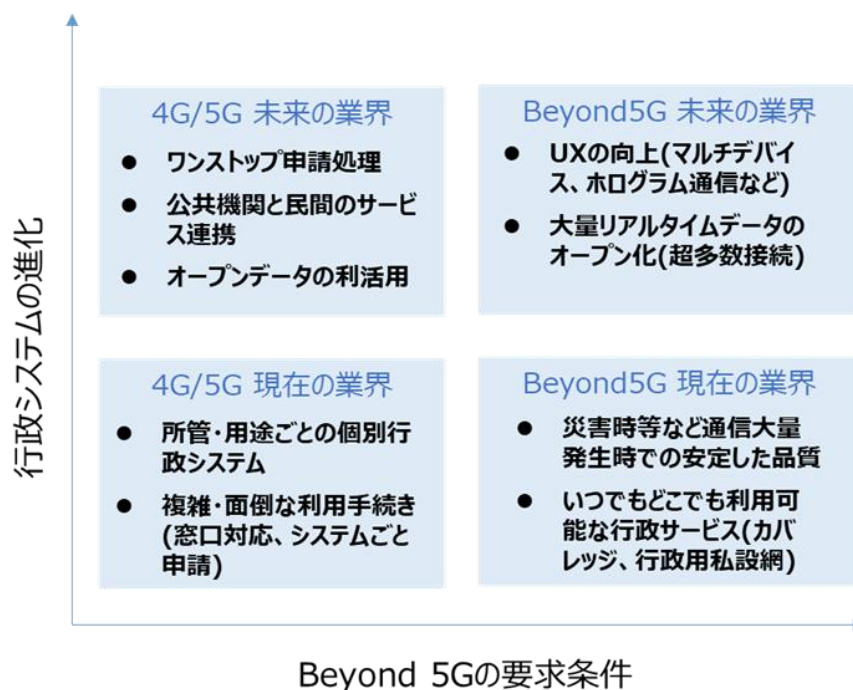 行政システムの進化
4G/5G 未来の業界
● ワンストップ申請処理
● 公共機関と民間のサービ
ス連携
● オープンデータの利活用
Beyond5G 未来の業界
● UXの向上(マルチデバイ
ス、ホログラム通信など)
● 大量リアルタイムデータの
オープン化(超多数接続)
4G/5G 現在の業界
● 所管・用途ごとの個別行
政システム
● 複雑・面倒な利用手続き
(窓口対応、システムごと
申請)
Beyond5G 現在の業界
● 災害時等など通信大量
発生時での安定した品質
● いつでもどこでも利用可
能な行政サービス(カバ
レッジ、行政用私設網)
Beyond 5Gの要求条件